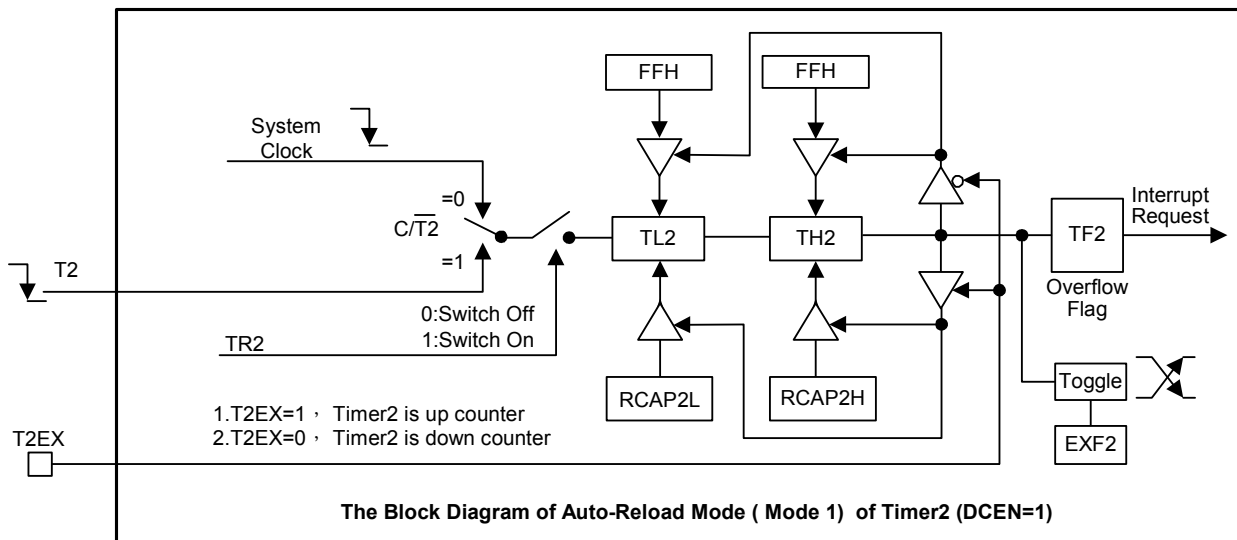 FFH
FFH
System
Clock
=0
C/T2
=1
T2
TL2
TH2
TF2
Interrupt
Request
Overflow
Flag
0:Switch Off
1:Switch On
TR2
RCAP2L
RCAP2H
Toggle
EXF2
1.T2EX=1， Timer2 is up counter
2.T2EX=0， Timer2 is down counter
T2EX
The Block Diagram of Auto-Reload Mode ( Mode 1) of Timer2 (DCEN=1)